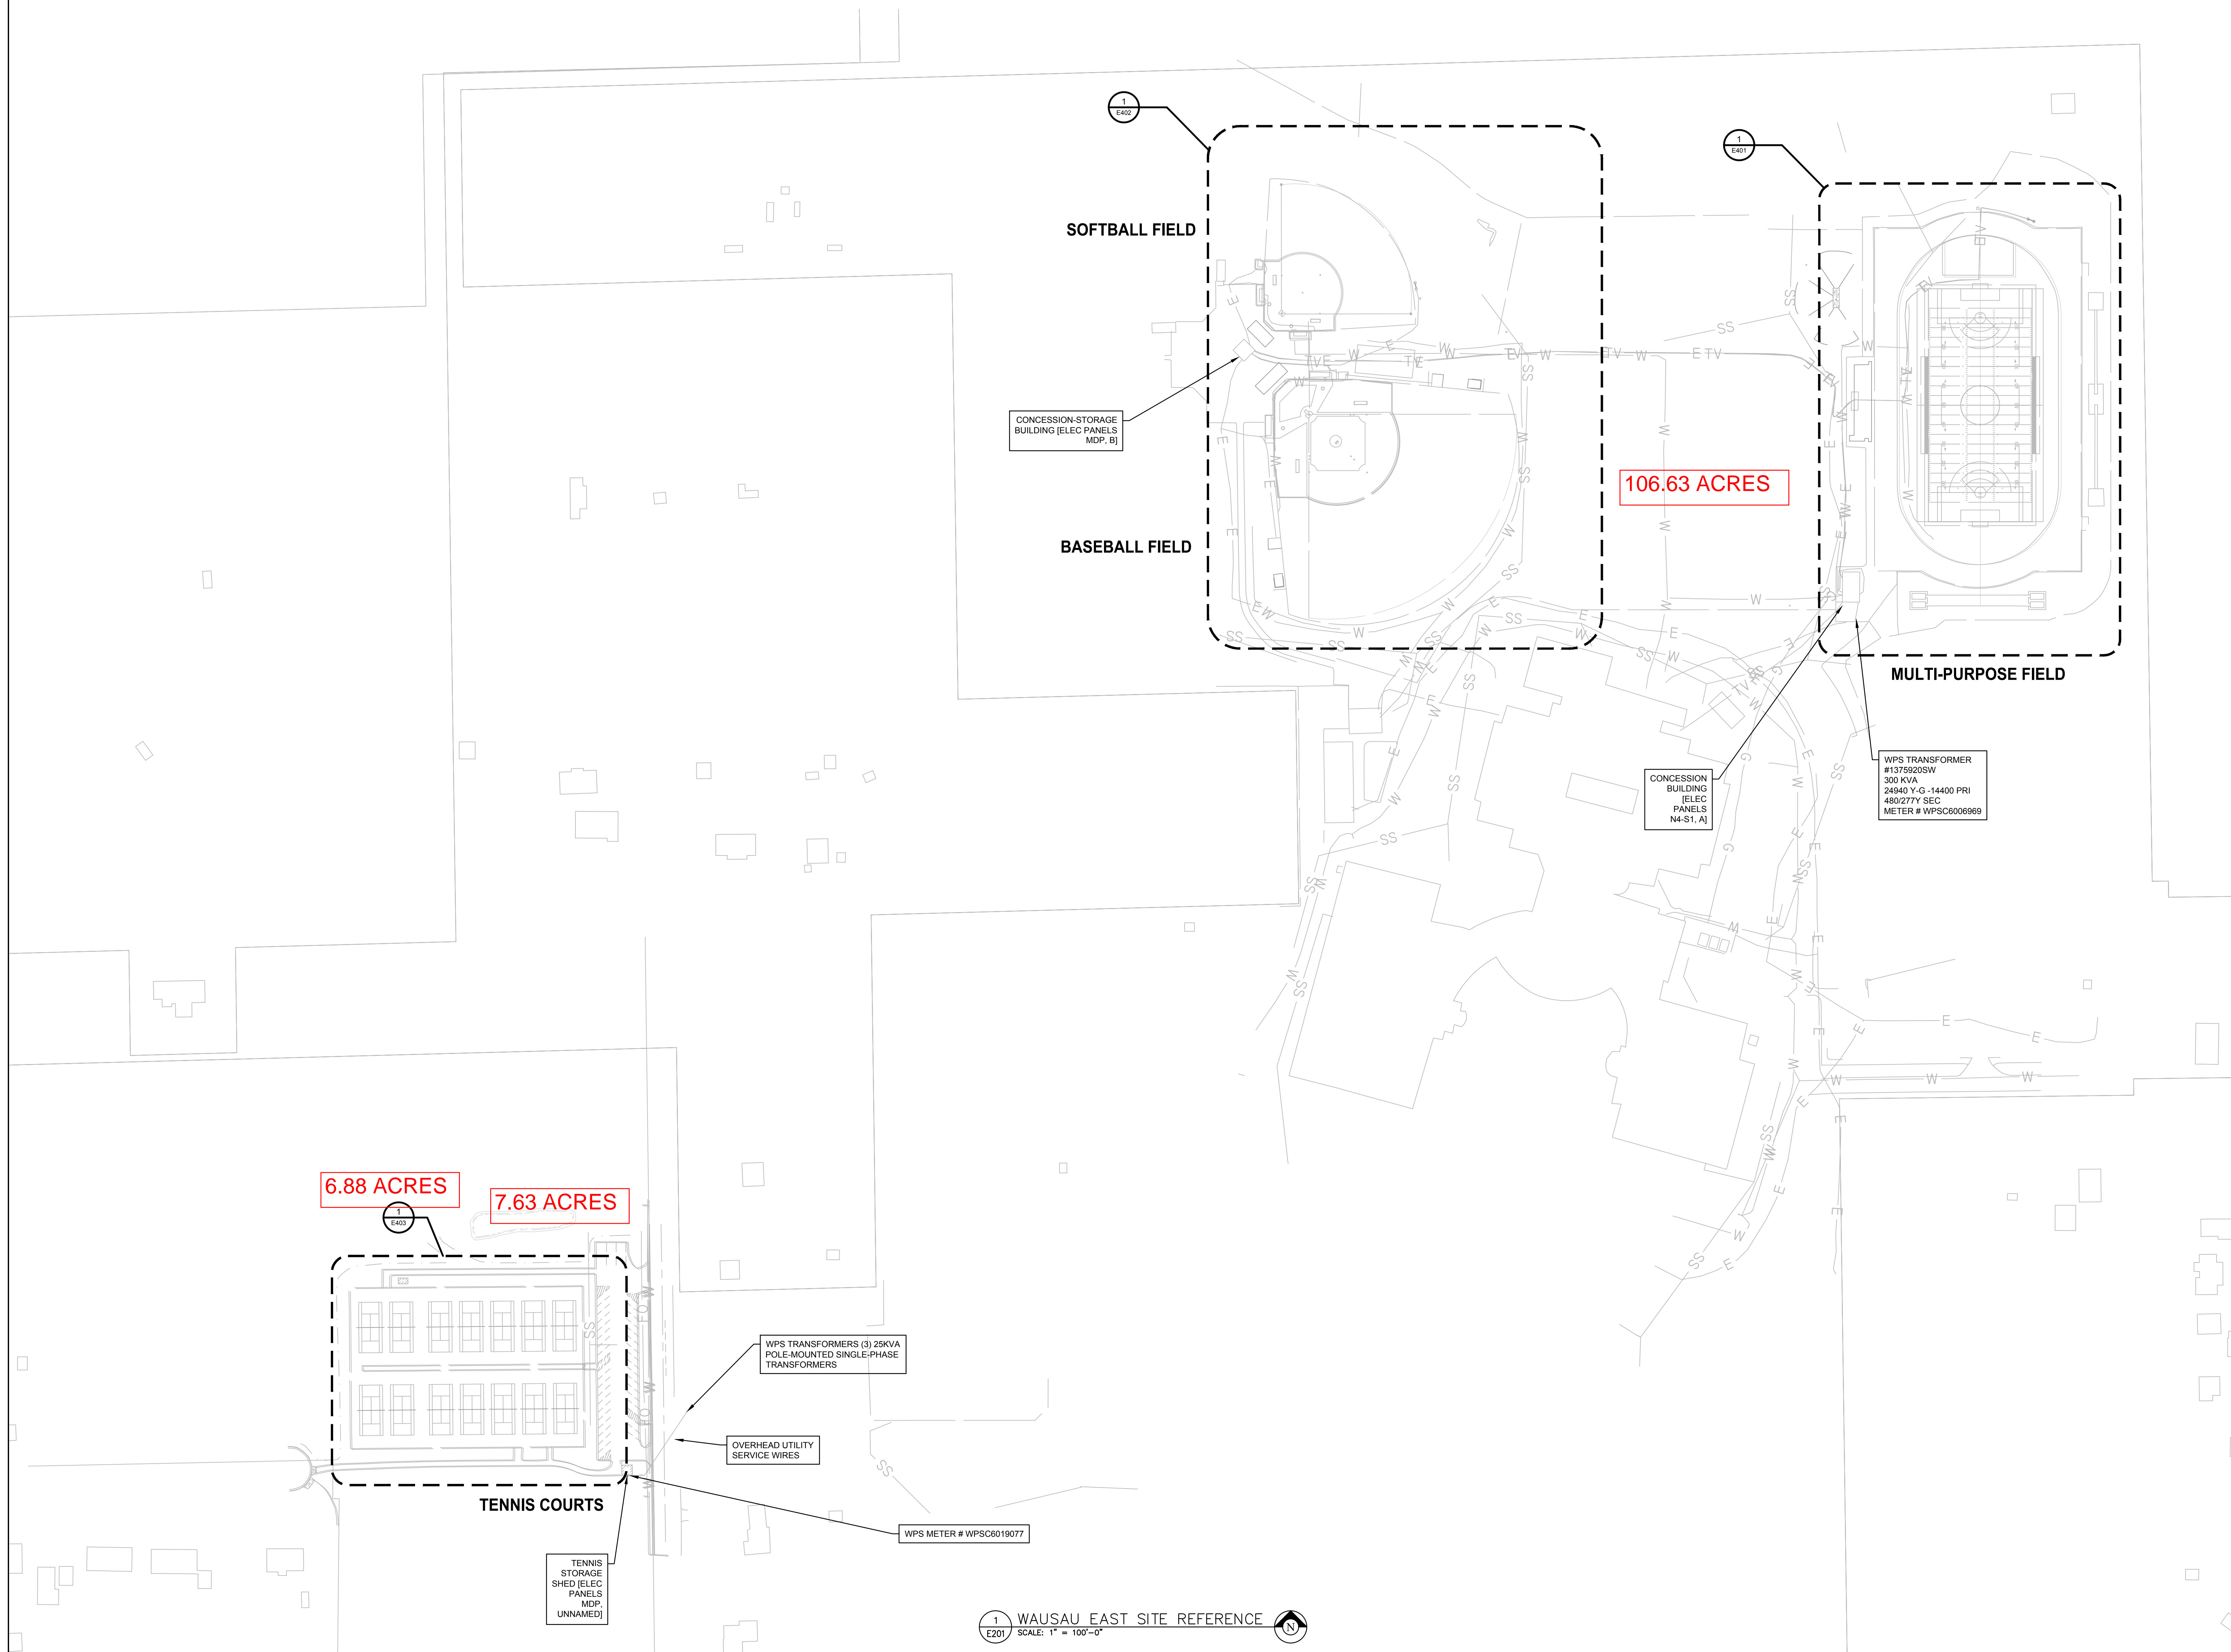 1
E402
1
E401
SOFTBALL FIELD
CONCESSION-STORAGE
BUILDING [ELEC PANELS
MDP, B]
106.63 ACRES
BASEBALL FIELD
MULTI-PURPOSE FIELD
CONCESSION
BUILDING
[ELEC
PANELS
N4-S1, A]
WPS TRANSFORMER
#1375920SW
300 KVA
24940 Y-G -14400 PRI
480/277Y SEC
METER # WPSC6006969
6.88 ACRES
7.63 ACRES
1
E403
WPS TRANSFORMERS (3) 25KVA
POLE-MOUNTED SINGLE-PHASE
TRANSFORMERS
OVERHEAD UTILITY
SERVICE WIRES
TENNIS COURTS
WPS METER # WPSC6019077
TENNIS
STORAGE
SHED [ELEC
PANELS
MDP,
UNNAMED]
1
E201
WAUSAU EAST SITE REFERENCE
SCALE: 1" = 100'-0"
N